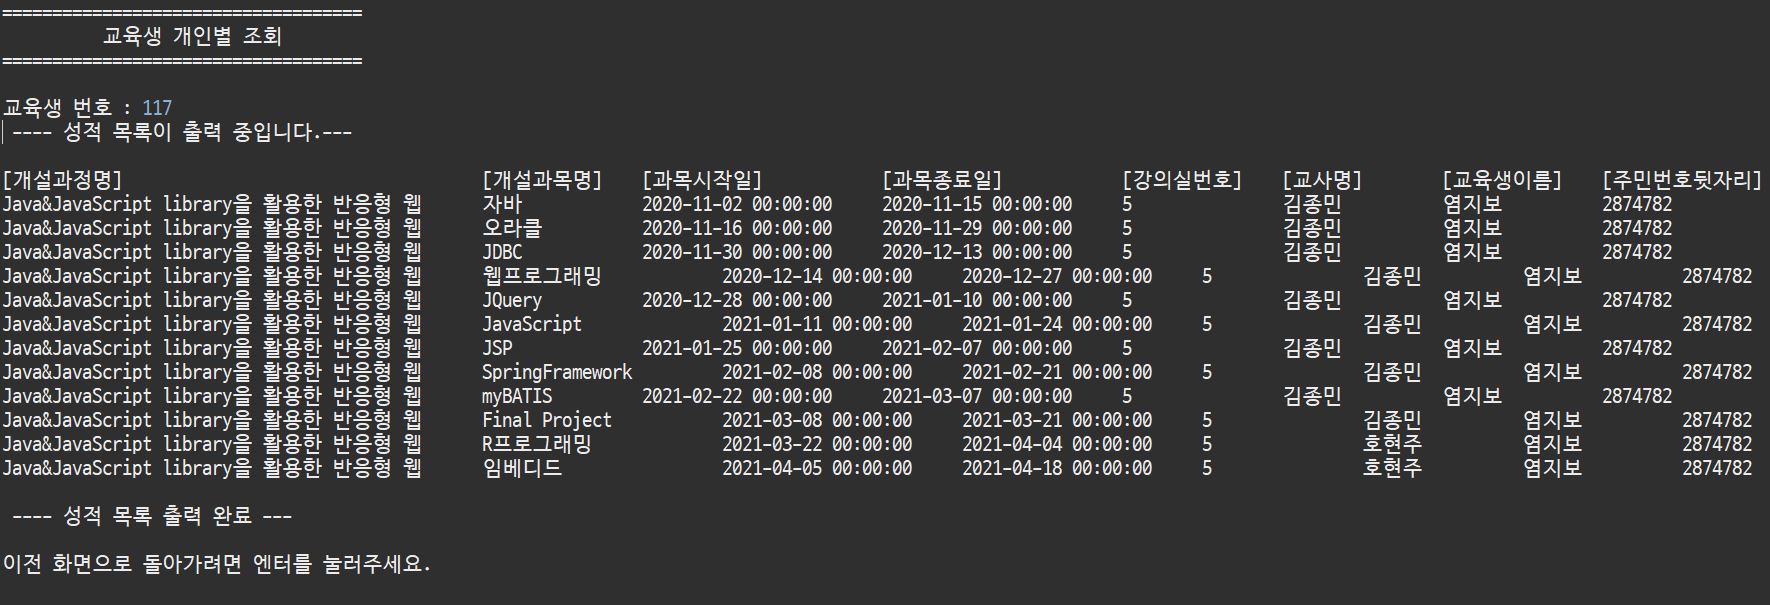 ====================================
교육생 개인별 조회
====================================
교육생 번호 : 117
---- 성적 목록이 출력 중입니다.---
[개설과정명] [개설과목명] [과목시작일] [과목종료일] [강의실번호] [교사명] [교육생이름] [주민번호뒷자리]
Java&JavaScript library을 활용한 반응형 웹 자바 2020-11-02 00:00:00 2020-11-15 00:00:00 5 김종민 염지보 2874782
Java&JavaScript library을 활용한 반응형 웹 오라클 2020-11-16 00:00:00 2020-11-29 00:00:00 5 김종민 염지보 2874782
Java&JavaScript library을 활용한 반응형 웹 JDBC 2020-11-30 00:00:00 2020-12-13 00:00:00 5 김종민 염지보 2874782
Java&JavaScript library을 활용한 반응형 웹 웹프로그래밍 2020-12-14 00:00:00 2020-12-27 00:00:00 5 김종민 염지보 2874782
Java&JavaScript library을 활용한 반응형 웹 JQuery 2020-12-28 00:00:00 2021-01-10 00:00:00 5 김종민 염지보 2874782
Java&JavaScript library을 활용한 반응형 웹 JavaScript 2021-01-11 00:00:00 2021-01-24 00:00:00 5 김종민 염지보 2874782
Java&JavaScript library을 활용한 반응형 웹 JSP 2021-01-25 00:00:00 2021-02-07 00:00:00 5 김종민 염지보 2874782
Java&JavaScript library을 활용한 반응형 웹 SpringFramework 2021-02-08 00:00:00 2021-02-21 00:00:00 5 김종민 염지보 2874782
Java&JavaScript library을 활용한 반응형 웹 myBATIS 2021-02-22 00:00:00 2021-03-07 00:00:00 5 김종민 염지보 2874782
Java&JavaScript library을 활용한 반응형 웹 Final Project 2021-03-08 00:00:00 2021-03-21 00:00:00 5 김종민 염지보 2874782
Java&JavaScript library을 활용한 반응형 웹 R프로그래밍 2021-03-22 00:00:00 2021-04-04 00:00:00 5 호현주 염지보 2874782
Java&JavaScript library을 활용한 반응형 웹 임베디드 2021-04-05 00:00:00 2021-04-18 00:00:00 5 호현주 염지보 2874782
---- 성적 목록 출력 완료 ---
이전 화면으로 돌아가려면 엔터를 눌러주세요.